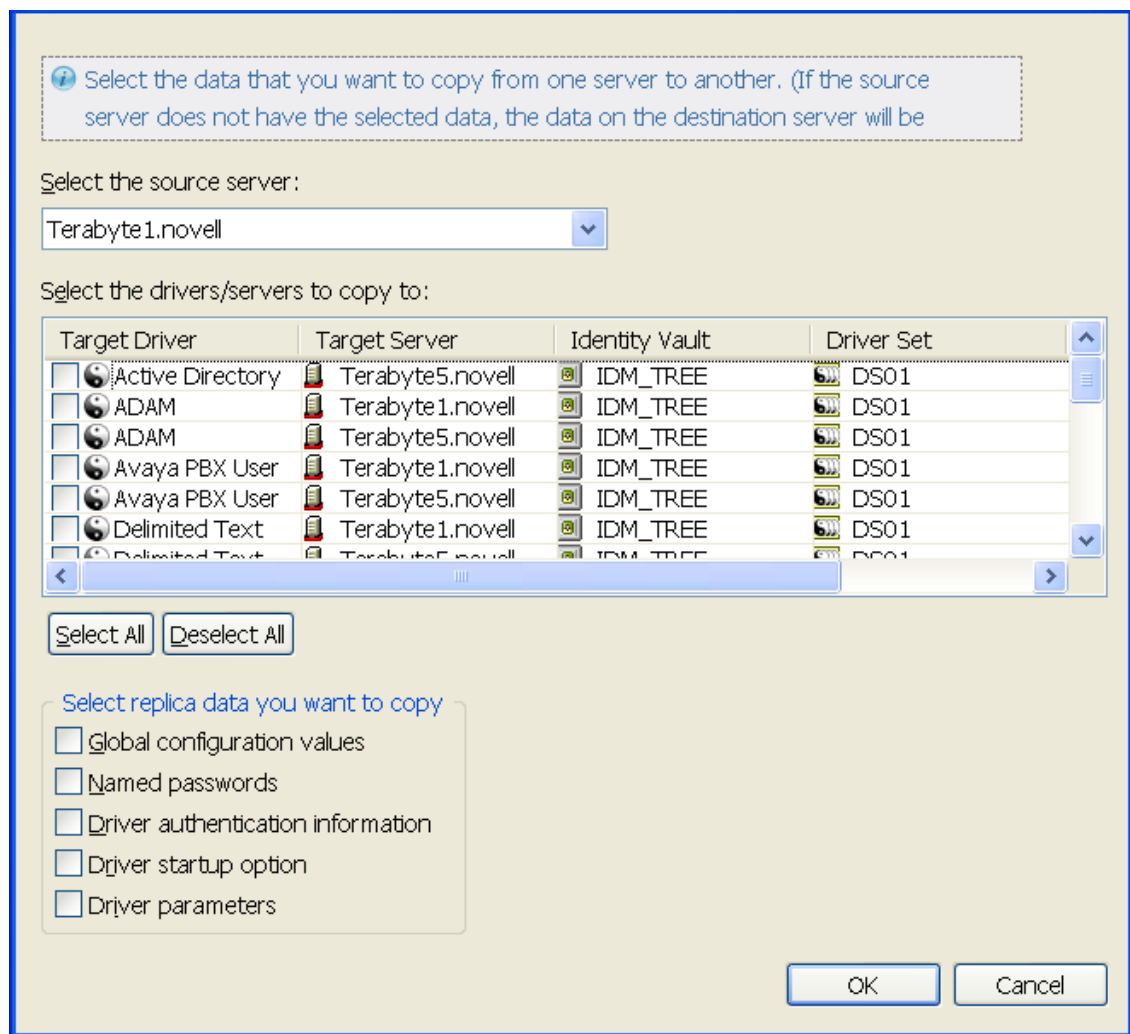 Select the data that you want to copy from one server to another. (If the source
server does not have the selected data, the data on the destination server will be
Select the source server:
Terabyte1.novell
Select the drivers/servers to copy to:
Target Driver Target Server Identity Vault Driver Set
Active Directory Terabyte5.novell IDM_TREE DS01
ADAM Terabyte1.novell IDM_TREE DS01
ADAM Terabyte5.novell IDM_TREE DS01
Avaya PBX User Terabyte1.novell IDM_TREE DS01
Avaya PBX User Terabyte5.novell IDM_TREE DS01
Delimited Text Terabyte1.novell IDM_TREE DS01
Delimited Text Terabyte5.novell IDM_TREE DS01
Select All Deselect All
Select replica data you want to copy
Global configuration values
Named passwords
Driver authentication information
Driver startup option
Driver parameters
OK Cancel